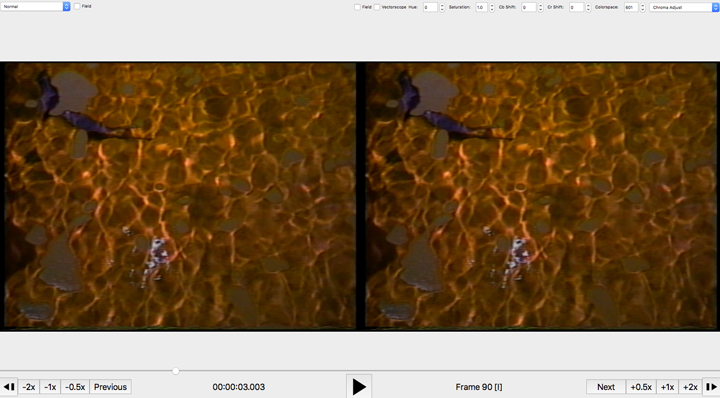 Normal Field Field Vectorscope Hue: 0 Saturation: 1.0 Cb Shift: 0 Cr Shift: 0 Colorspace: 601 Chroma Adjust
-2x -1x -0.5x Previous 00:00:03.003 Frame 90 [I] Next +0.5x +1x +2x